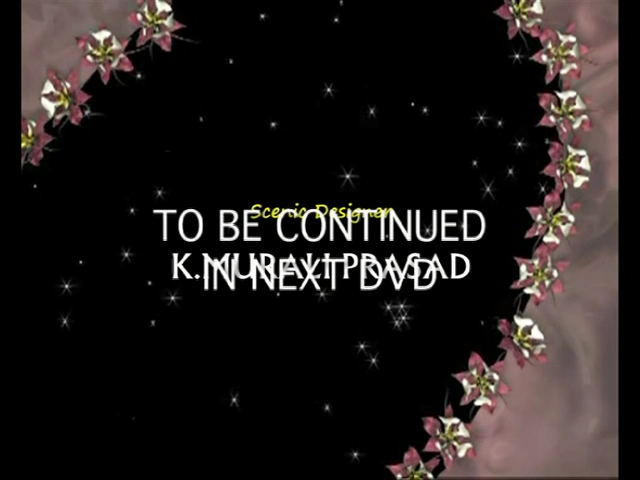 Scenic Designer
TO BE CONTINUED
K.MURALI PRASAD
IN NEXT DVD